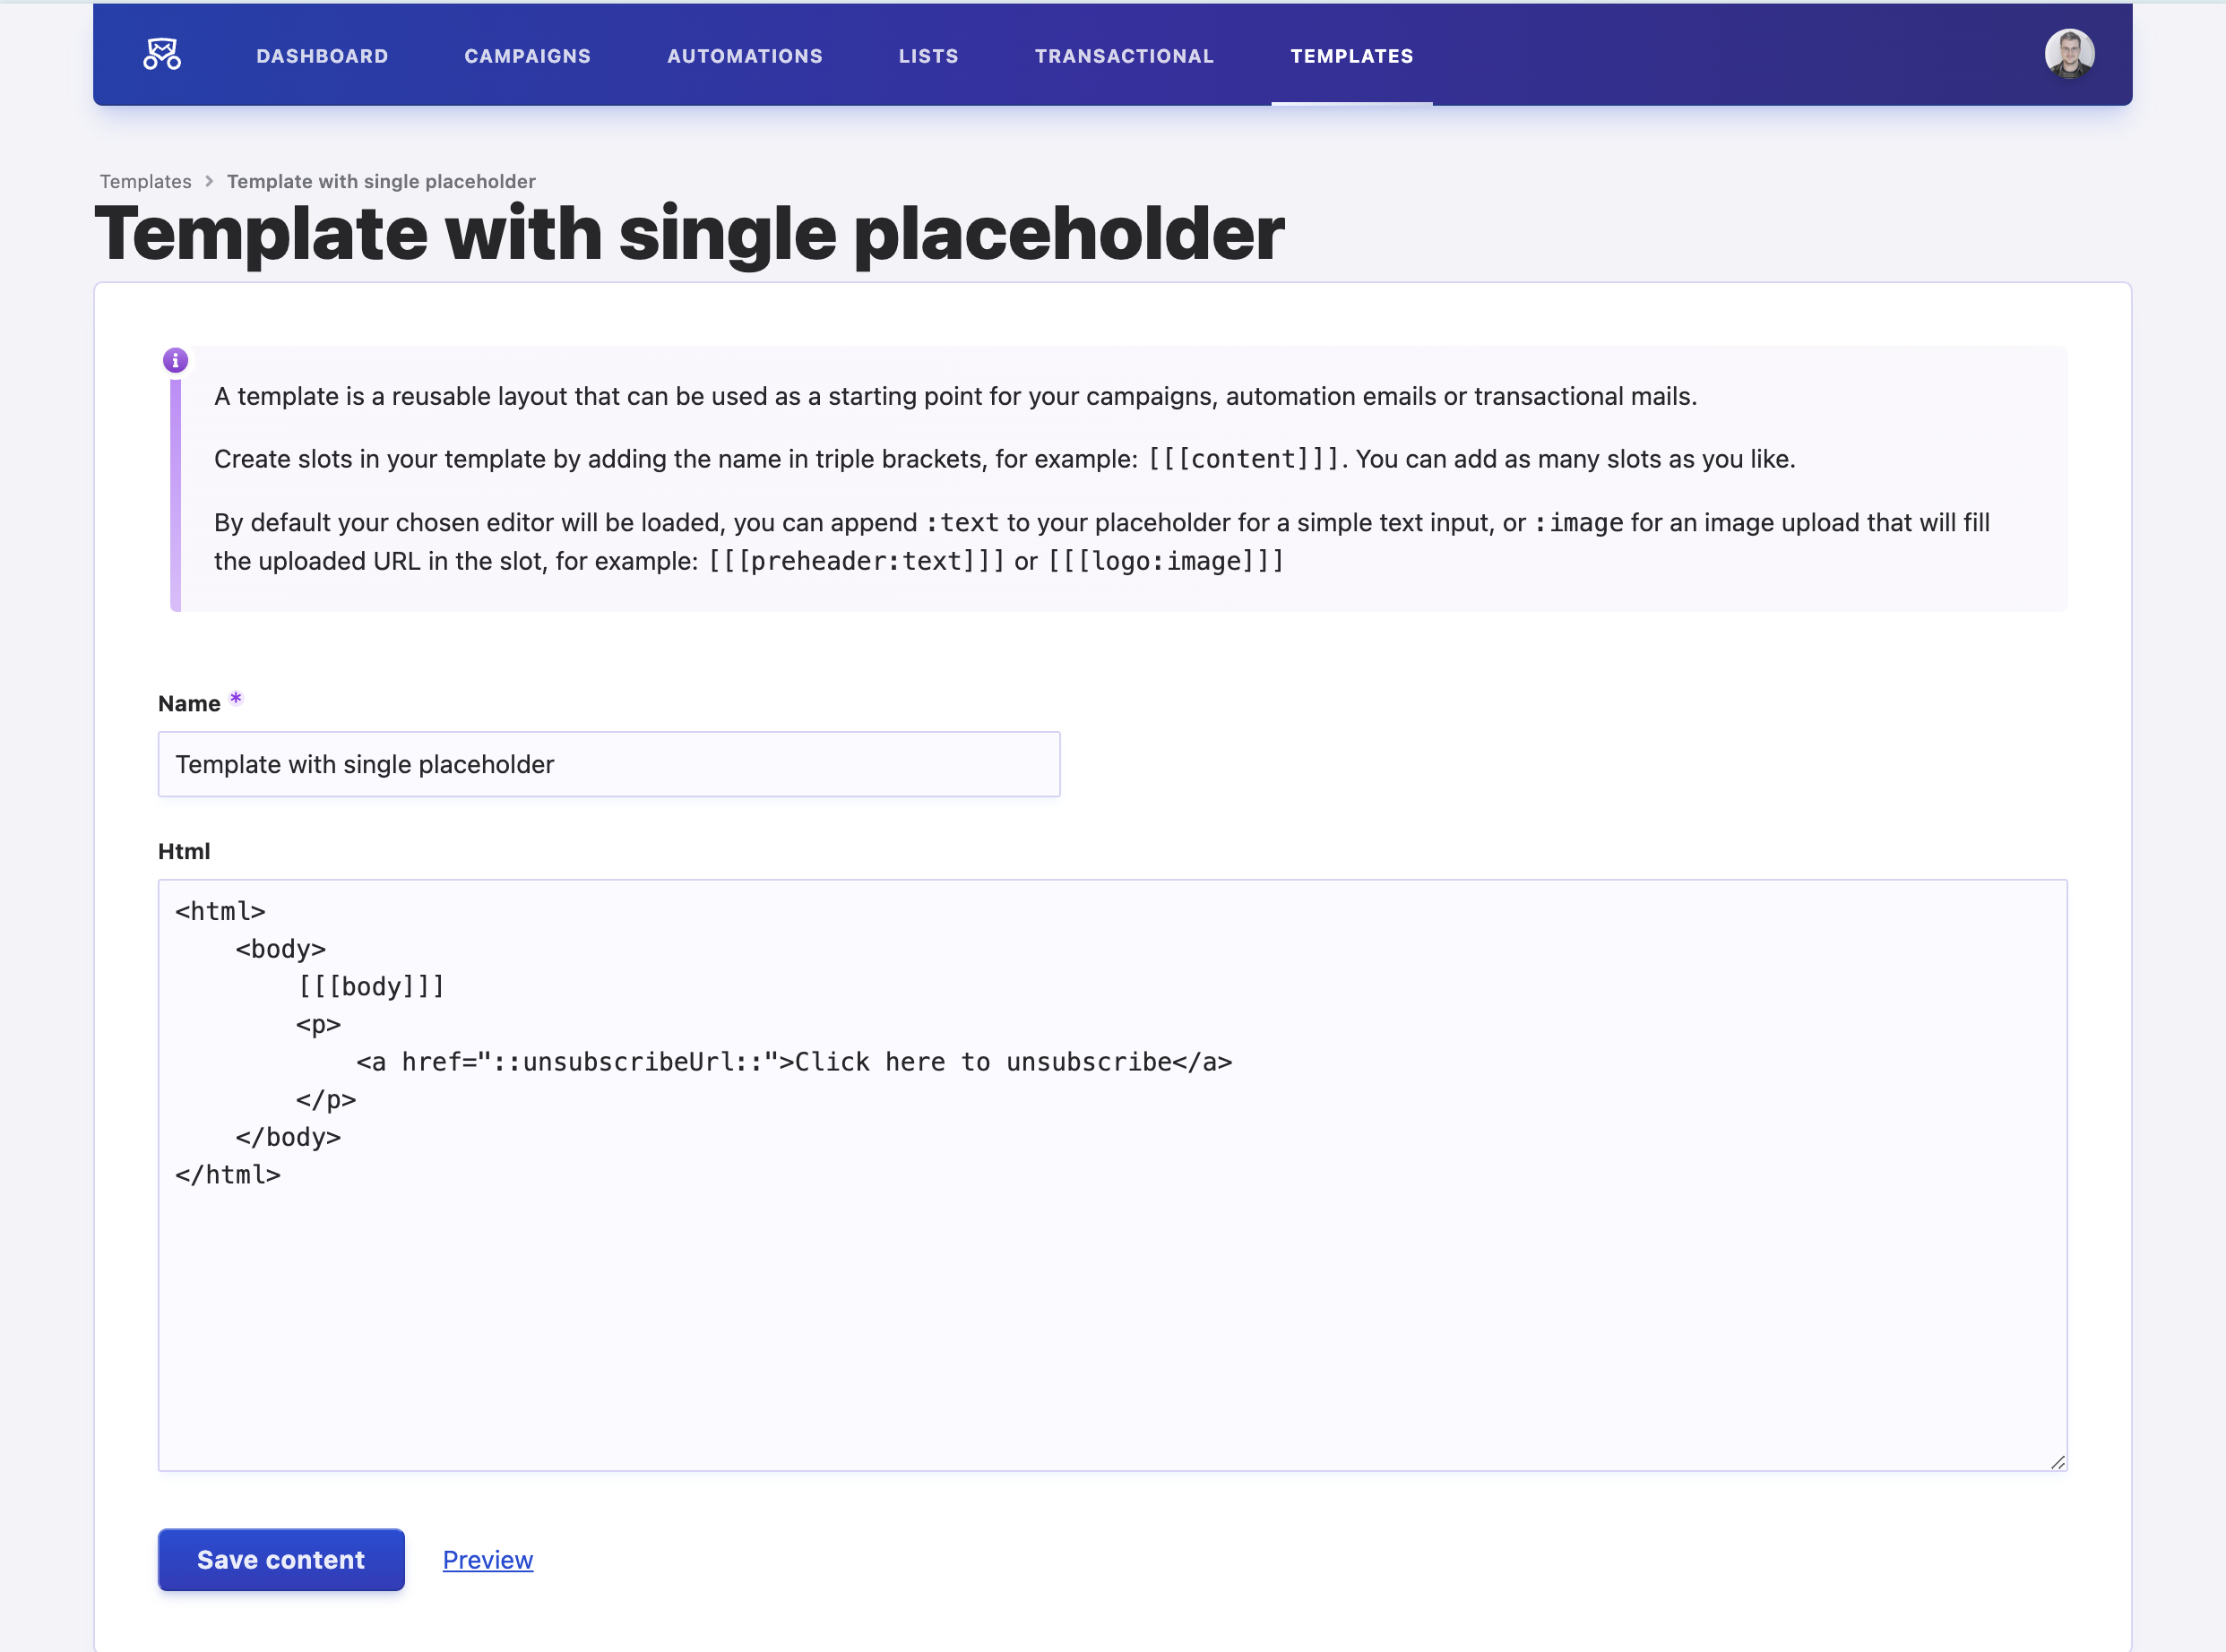 DASHBOARD CAMPAIGNS AUTOMATIONS LISTS TRANSACTIONAL TEMPLATES
Templates > Template with single placeholder
Template with single placeholder
A template is a reusable layout that can be used as a starting point for your campaigns, automation emails or transactional mails.
Create slots in your template by adding the name in triple brackets, for example: [[[content]]]. You can add as many slots as you like.
By default your chosen editor will be loaded, you can append :text to your placeholder for a simple text input, or :image for an image upload that will fill
the uploaded URL in the slot, for example: [[[preheader:text]]] or [[[logo:image]]]
Name *
Template with single placeholder
Html
<html>
    <body>
        [[[body]]]
        <p>
            <a href="::unsubscribeUrl::">Click here to unsubscribe</a>
        </p>
    </body>
</html>
Save content Preview